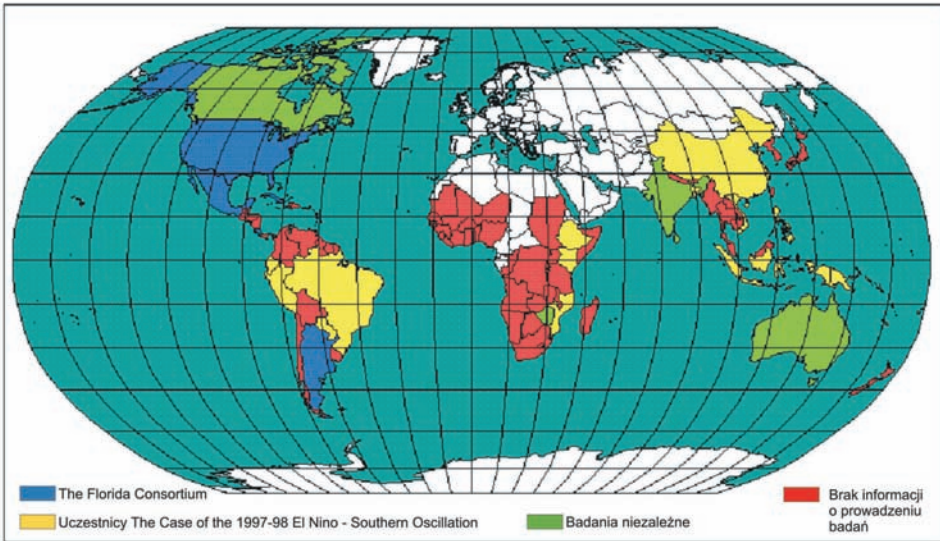 The Florida Consortium
Uczestnicy The Case of the 1997-98 El Nino - Southern Oscillation
Badania niezależne
Brak informacji
o prowadzeniu
badań